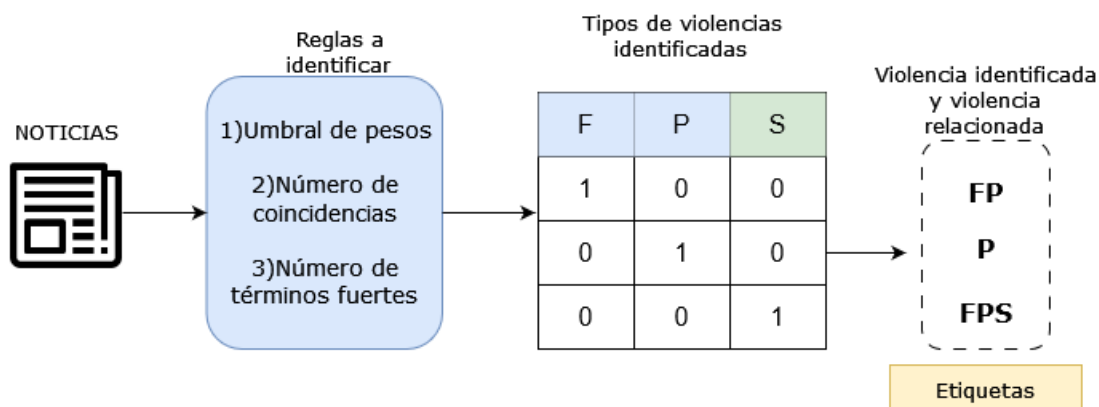 NOTICIAS
Reglas a
identificar
1)Umbral de pesos
2)Número de
coincidencias
3)Número de
términos fuertes
Tipos de violencias
identificadas
F P S
1 0 0
0 1 0
0 0 1
Violencia identificada
y violencia
relacionada
FP
P
FPS
Etiquetas